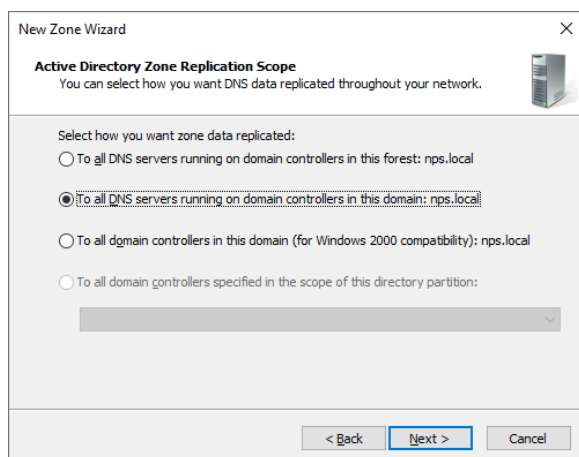 New Zone Wizard
Active Directory Zone Replication Scope
You can select how you want DNS data replicated throughout your network.
Select how you want zone data replicated:
To all DNS servers running on domain controllers in this forest: nps.local
To all DNS servers running on domain controllers in this domain: nps.local
To all domain controllers in this domain (for Windows 2000 compatibility): nps.local
To all domain controllers specified in the scope of this directory partition:
< Back
Next >
Cancel